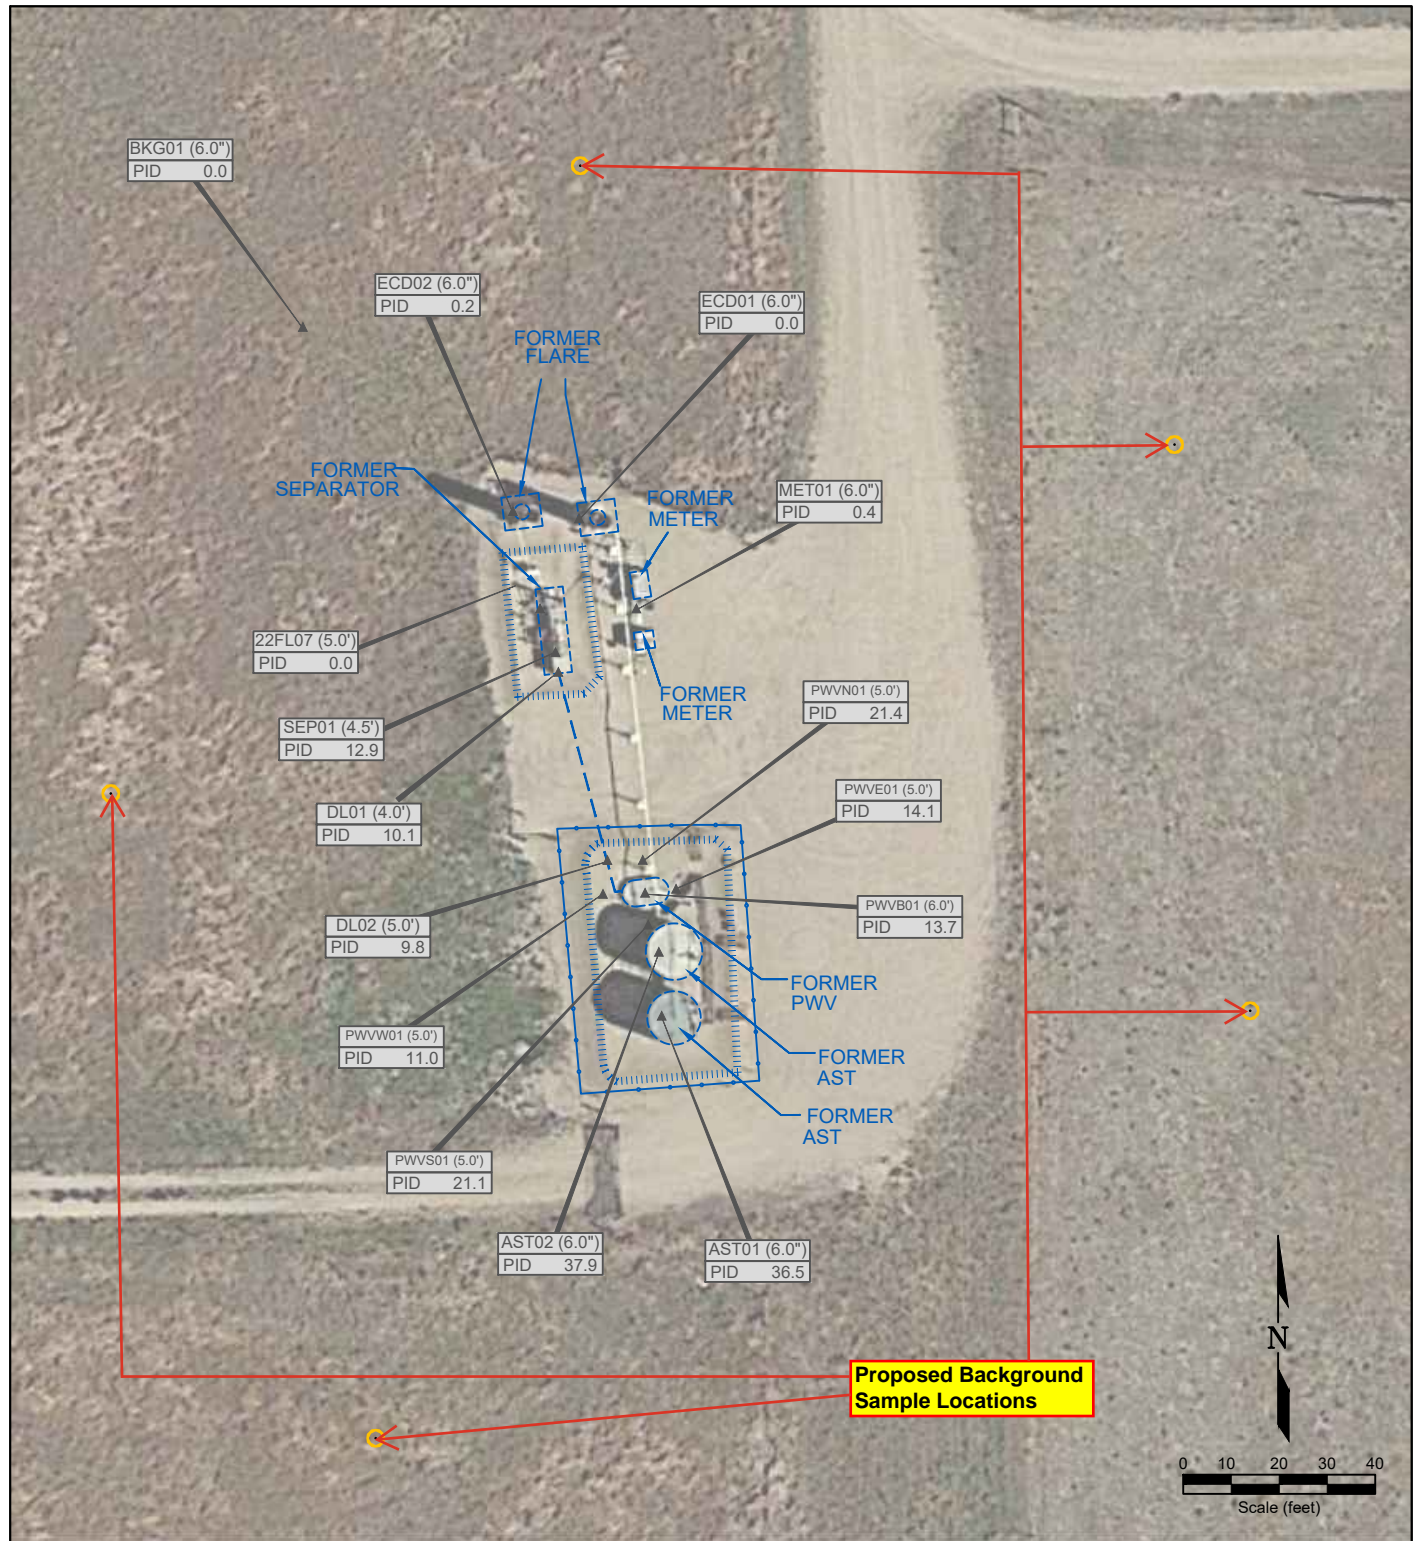 BKG01 (6.0")
PID 0.0
ECD02 (6.0")
PID 0.2
ECD01 (6.0")
PID 0.0
FORMER
FLARE
FORMER
SEPARATOR
FORMER
METER
MET01 (6.0")
PID 0.4
22FL07 (5.0')
PID 0.0
FORMER
METER
SEP01 (4.5')
PID 12.9
PWVN01 (5.0')
PID 21.4
DL01 (4.0')
PID 10.1
PWVE01 (5.0')
PID 14.1
DL02 (5.0')
PID 9.8
PWVB01 (6.0')
PID 13.7
FORMER
PWV
PWVW01 (5.0')
PID 11.0
FORMER
AST
FORMER
AST
PWVS01 (5.0')
PID 21.1
AST02 (6.0")
PID 37.9
AST01 (6.0")
PID 36.5
N
Proposed Background
Sample Locations
0 10 20 30 40
Scale (feet)